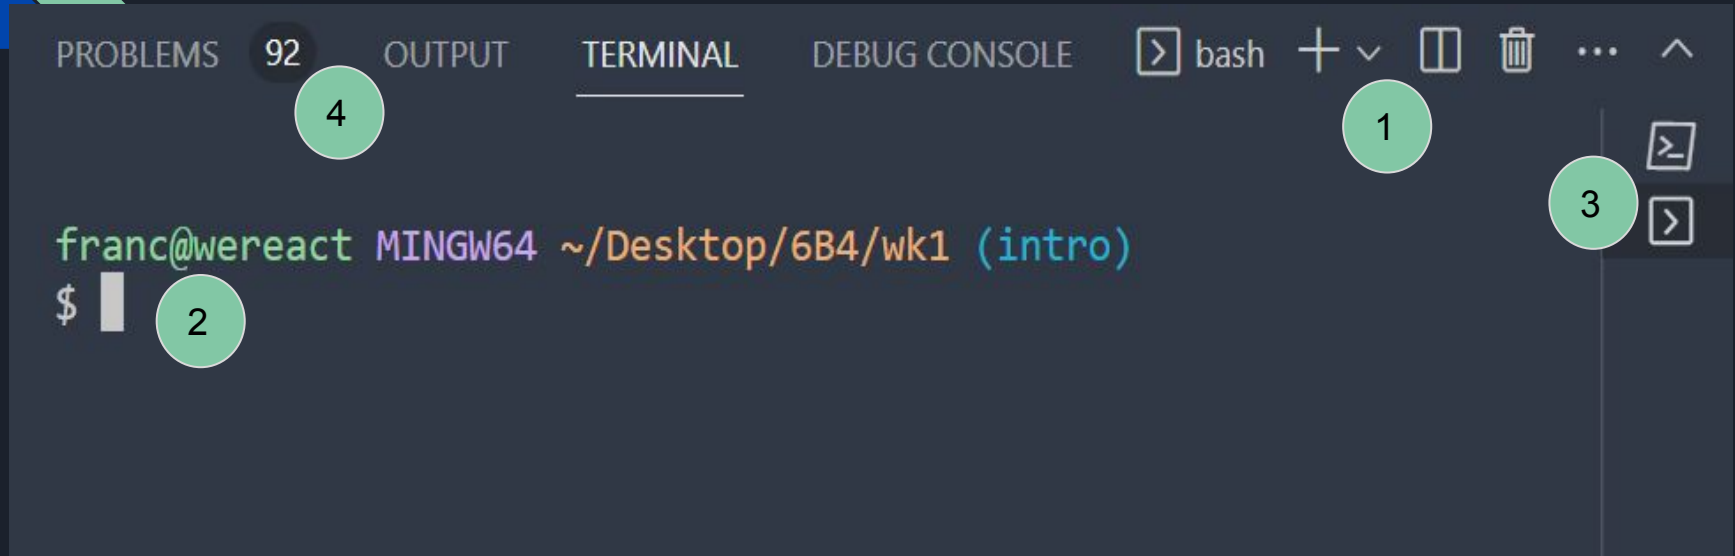 PROBLEMS 92 OUTPUT TERMINAL DEBUG CONSOLE bash
4
1
3
franc@wereact MINGW64 ~/Desktop/6B4/wk1 (intro)
$
2